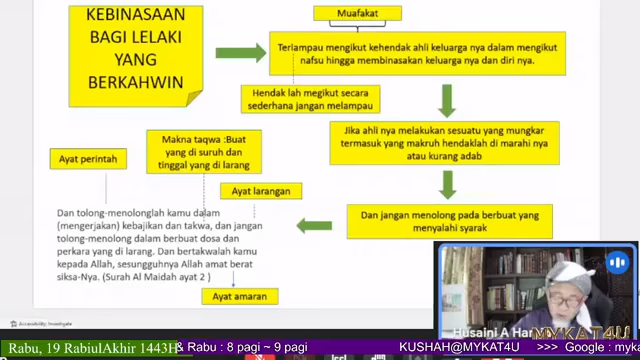 KEBINASAAN
BAGI LELAKI
YANG
BERKAHWIN
Muafakat
Terlampau mengikut kehendak ahli keluarga nya dalam mengikut
nafsu hingga membinasakan keluarga nya dan diri nya.
Hendak lah megikut secara
sederhana jangan melampau
Jika ahli nya melakukan sesuatu yang mungkar
termasuk yang makruh hendaklah di marahi nya
atau kurang adab
Dan jangan menolong pada berbuat yang
menyalahi syarak
Makna taqwa :Buat
yang di suruh dan
tinggal yang di larang
Ayat perintah
Ayat larangan
Dan tolong-menolonglah kamu dalam
(mengerjakan) kebajikan dan takwa, dan jangan
tolong-menolong dalam berbuat dosa dan
perkara yang di larang. Dan bertakwalah kamu
kepada Allah, sesungguhnya Allah amat berat
siksa-Nya. (Surah Al Maidah ayat 2 )
Ayat amaran
Accessibility: Investigate
Husaini A Har
MYKAT4U
Rabu, 19 RabiulAkhir 1443H
& Rabu : 8 pagi ~ 9 pagi
KUSHAH@MYKAT4U >>>> Google : myka